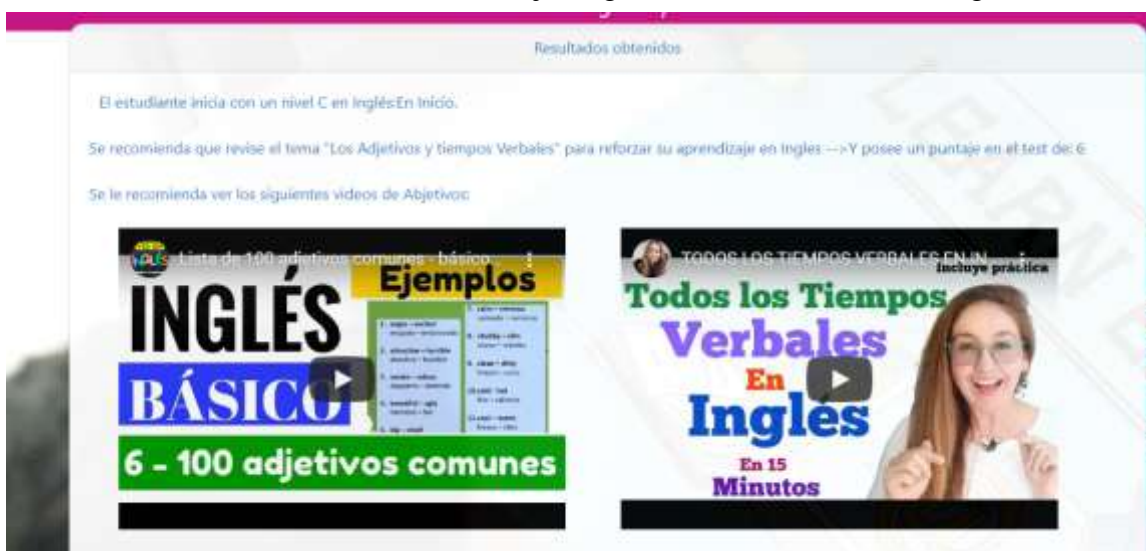 Resultados obtenidos
El estudiante inicia con un nivel C en Inglés:En Inicio.
Se recomienda que revise el tema "Los Adjetivos y tiempos Verbales" para reforzar su aprendizaje en Ingles --->Y posee un puntaje en el test de: 6
Se le recomienda ver los siguientes videos de Abjetivos:
Lista de 100 adjetivos comunes - básico
INGLÉS
Ejemplos
BÁSICO
6 - 100 adjetivos comunes
TODOS LOS TIEMPOS VERBALES EN IN
Incluye práctica
Todos los Tiempos
Verbales
En
Inglés
En 15
Minutos
LEARN